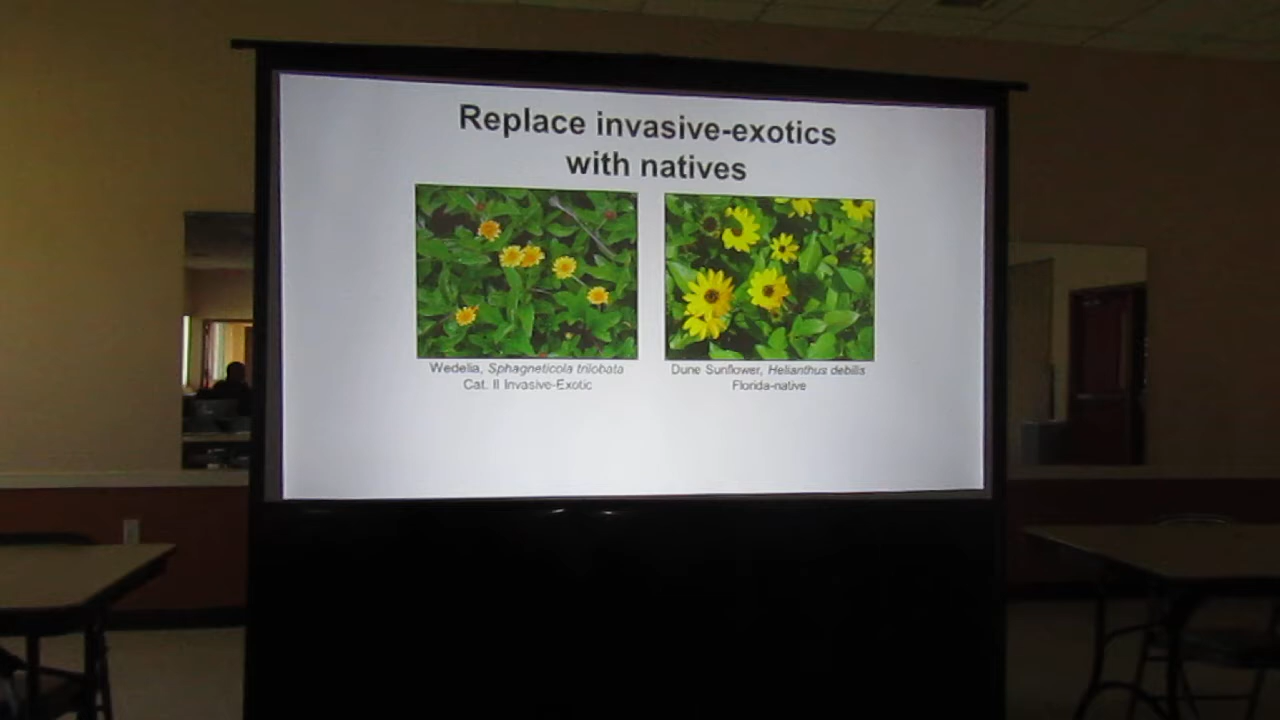 Replace invasive-exotics
with natives
Wedelia, Sphagneticola trilobata
Cat. II Invasive-Exotic
Dune Sunflower, Helianthus debilis
Florida-native